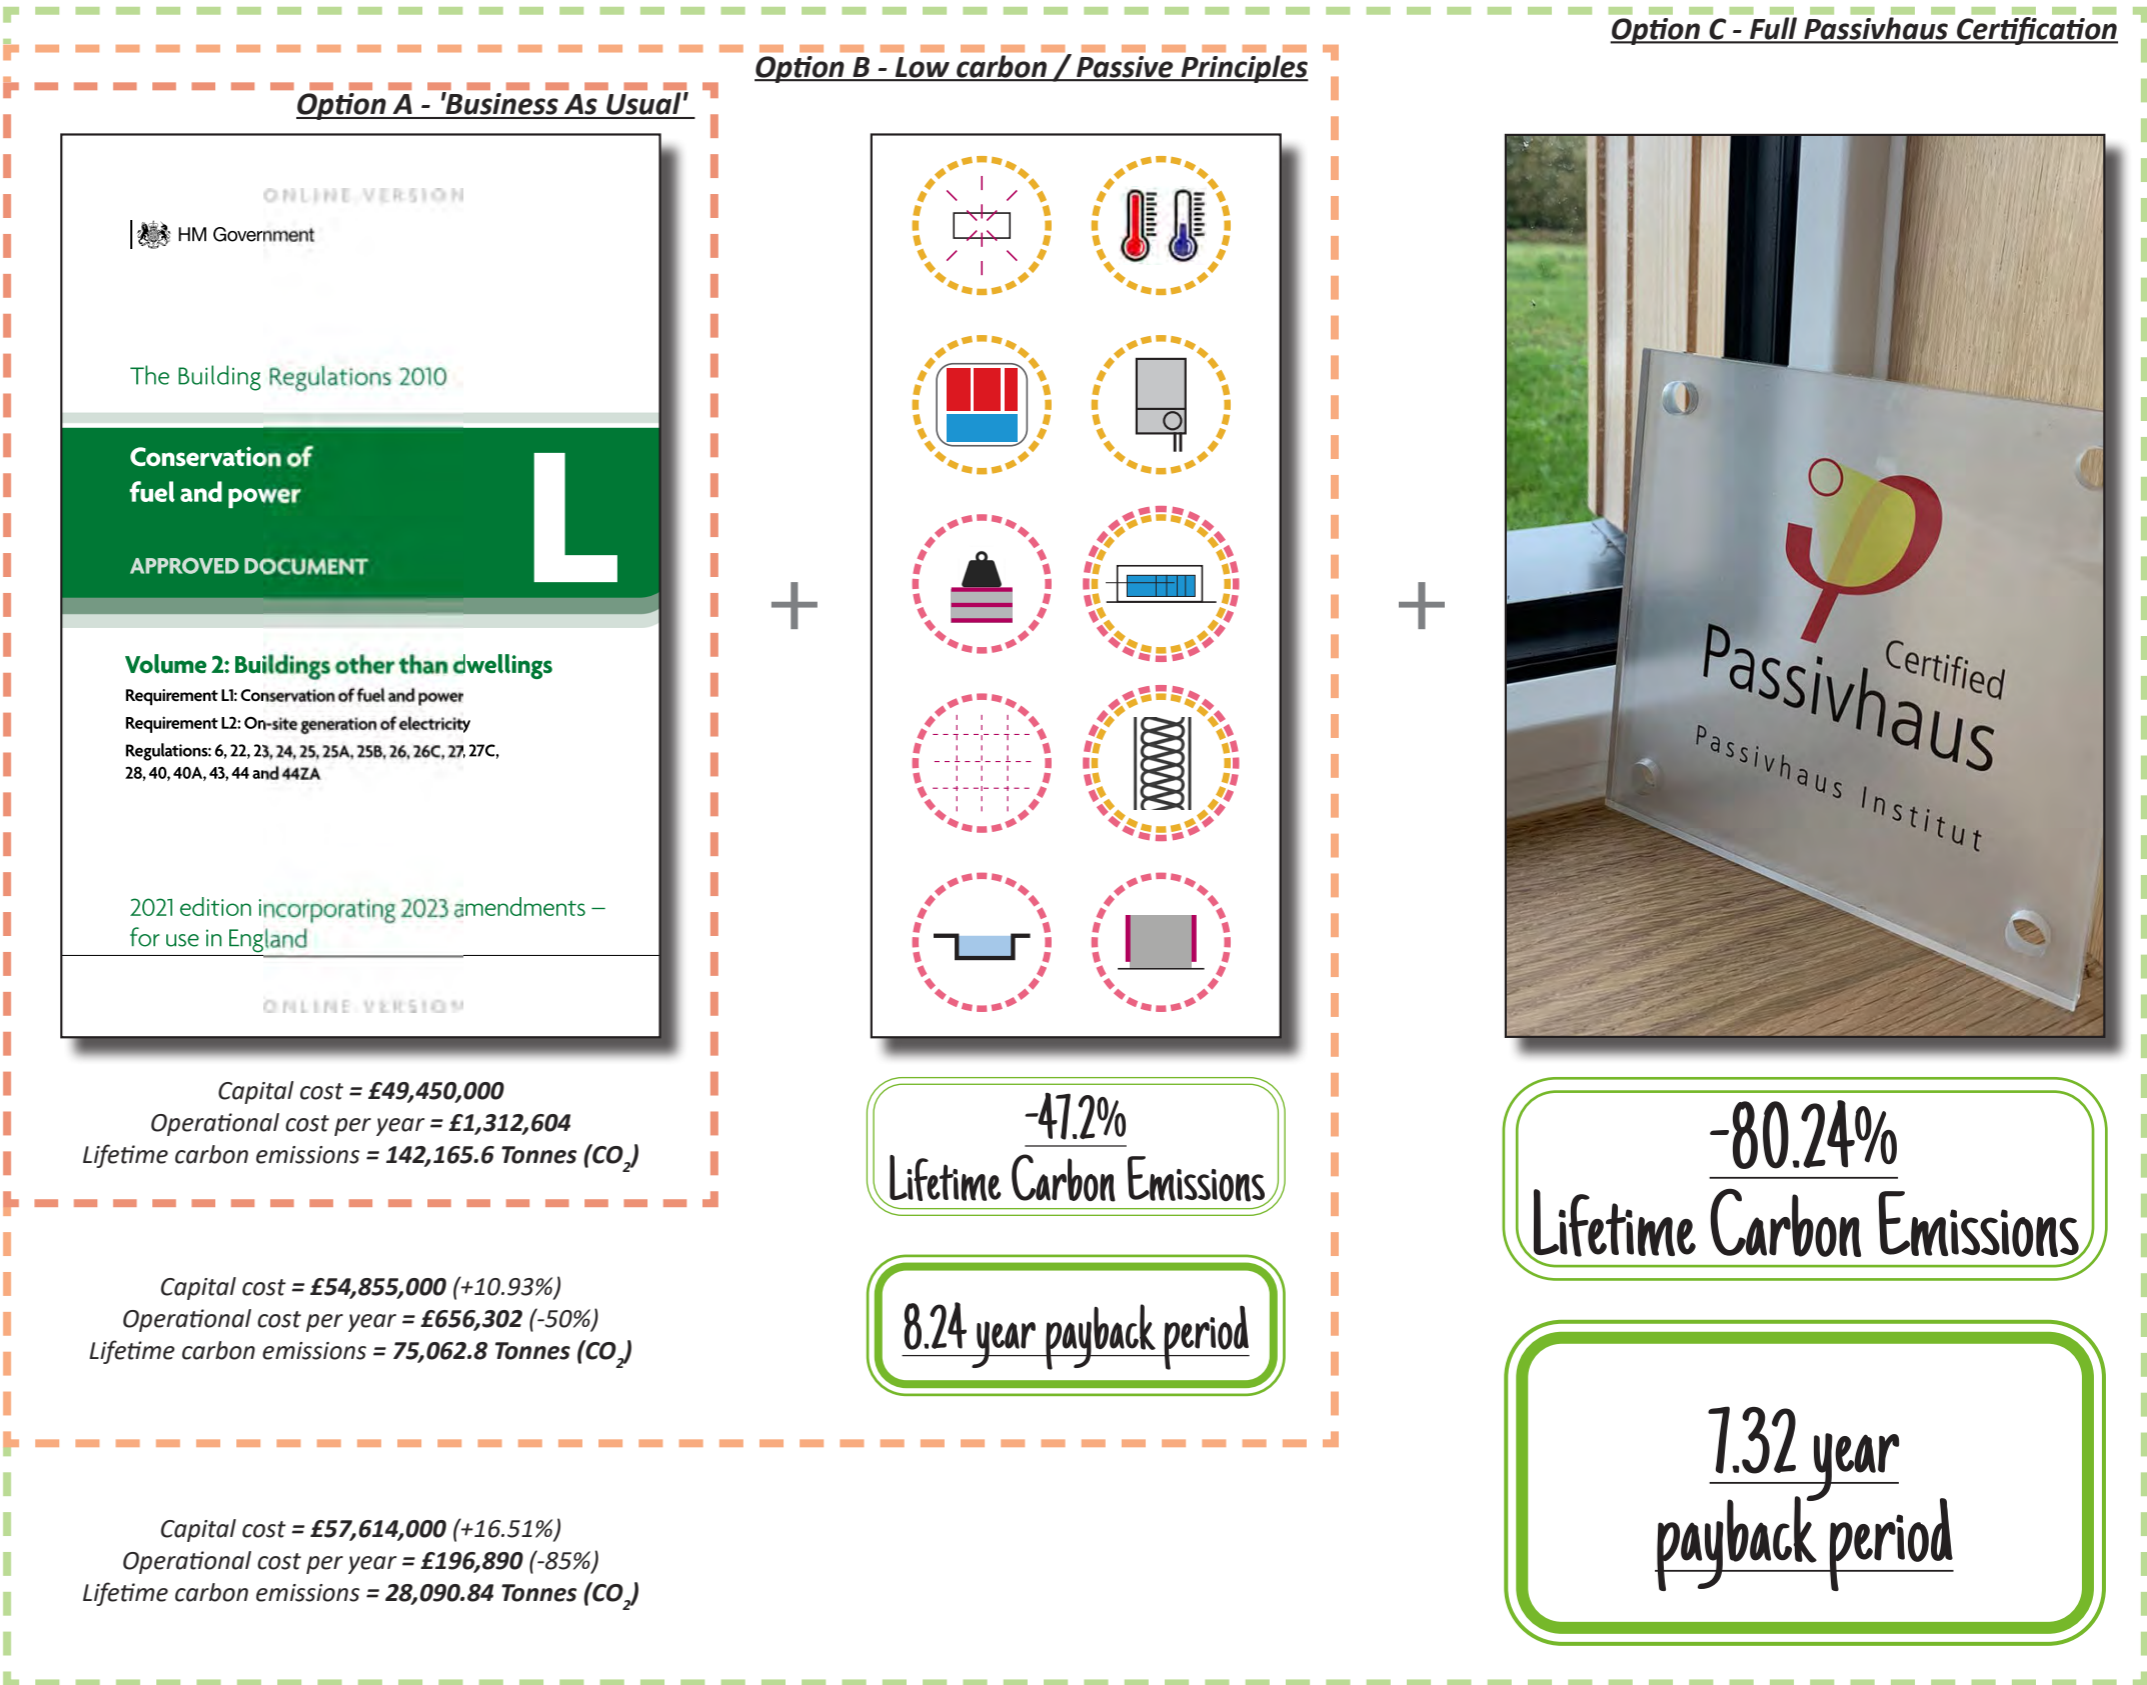 Option C - Full Passivhaus Certification
Option B - Low carbon / Passive Principles
Option A - 'Business As Usual'
ONLINE VERSION
HM Government
The Building Regulations 2010
Conservation of
fuel and power
L
APPROVED DOCUMENT
Volume 2: Buildings other than dwellings
Requirement L1: Conservation of fuel and power
Requirement L2: On-site generation of electricity
Regulations: 6, 22, 23, 24, 25, 25A, 25B, 26, 26C, 27, 27C,
28, 40, 40A, 43, 44 and 44ZA
2021 edition incorporating 2023 amendments –
for use in England
ONLINE VERSION
+
+
Certified
Passivhaus
Passivhaus Institut
Capital cost = £49,450,000
Operational cost per year = £1,312,604
Lifetime carbon emissions = 142,165.6 Tonnes (CO₂)
-47.2%
Lifetime Carbon Emissions
8.24 year payback period
-80.24%
Lifetime Carbon Emissions
7.32 year
payback period
Capital cost = £54,855,000 (+10.93%)
Operational cost per year = £656,302 (-50%)
Lifetime carbon emissions = 75,062.8 Tonnes (CO₂)
Capital cost = £57,614,000 (+16.51%)
Operational cost per year = £196,890 (-85%)
Lifetime carbon emissions = 28,090.84 Tonnes (CO₂)